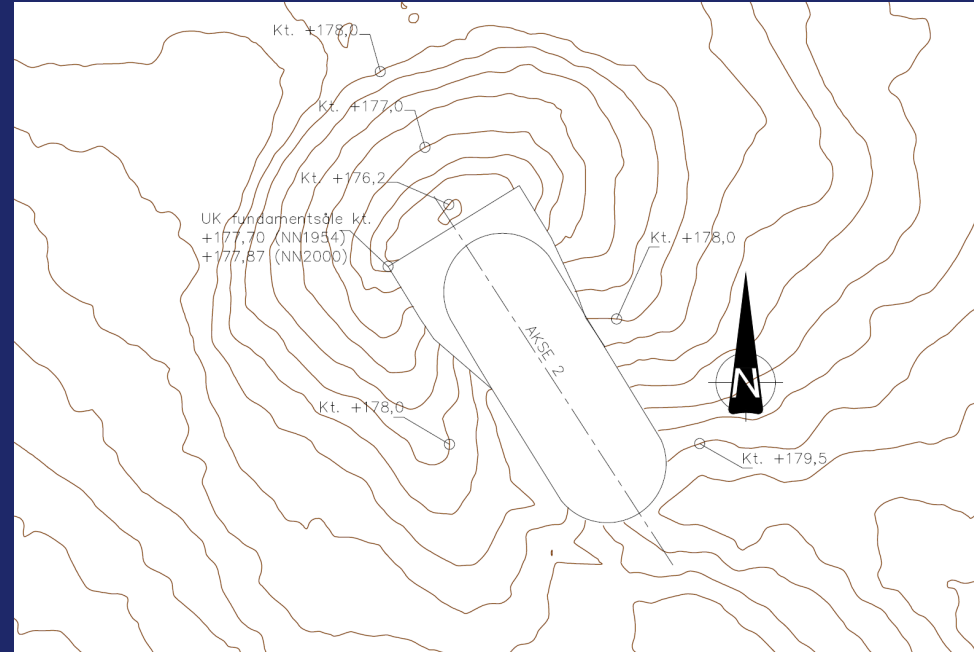 Kt. +178,0
Kt. +177,0
Kt. +176,2
UK fundamentsåle kt.
+177,70 (NN1954)
+177,87 (NN2000)
Kt. +178,0
AKSE 2
N
Kt. +178,0
Kt. +179,5